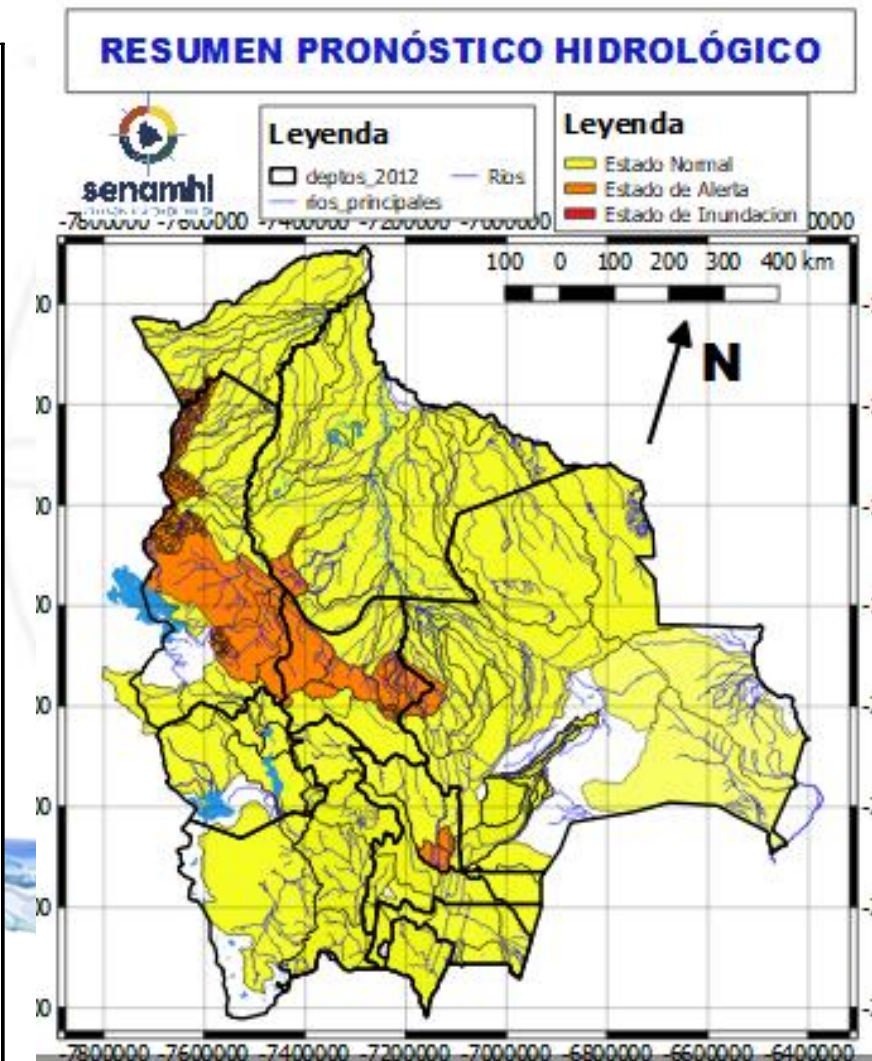 RESUMEN PRONÓSTICO HIDROLÓGICO
senamhi
Leyenda
deptos_2012
Rios
rios_principales
Leyenda
Estado Normal
Estado de Alerta
Estado de Inundacion
-7800000 -7600000 -7400000 -7200000 -7000000
100 0 100 200 300 400 km
N
-7800000 -7600000 -7400000 -7200000 -7000000 -6800000 -6600000 -6400000